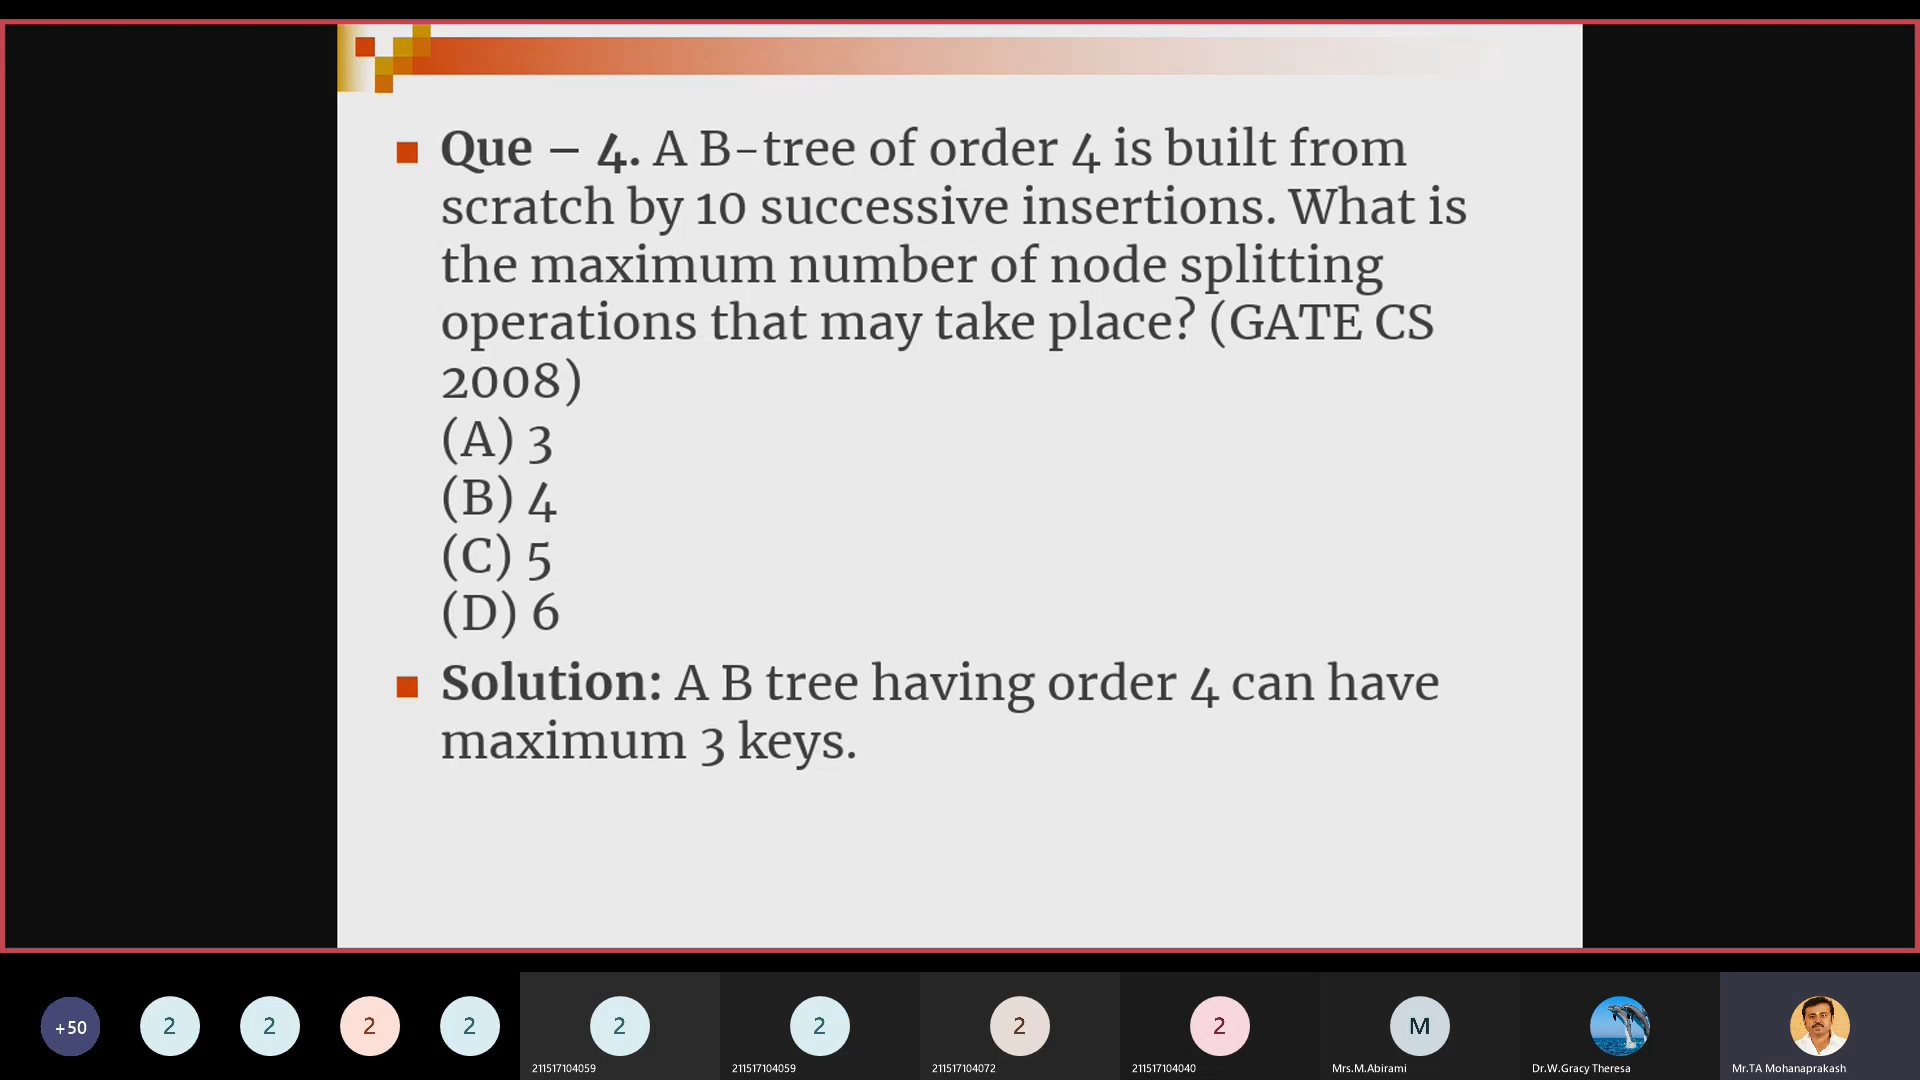 Que – 4. A B-tree of order 4 is built from
scratch by 10 successive insertions. What is
the maximum number of node splitting
operations that may take place? (GATE CS
2008)
(A) 3
(B) 4
(C) 5
(D) 6
Solution: A B tree having order 4 can have
maximum 3 keys.
+50
2
2
2
2
2
2
2
2
M
211517104059
211517104059
211517104072
211517104040
Mrs.M.Abirami
Dr.W.Gracy Theresa
Mr.TA Mohanaprakash